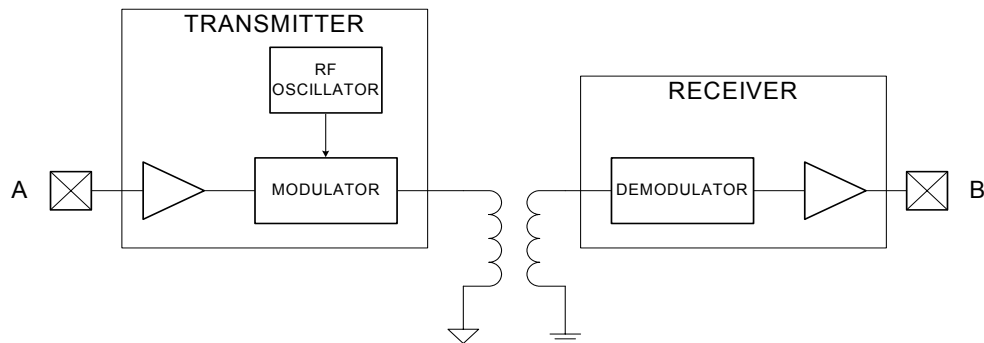 TRANSMITTER
RF
OSCILLATOR
RECEIVER
A
MODULATOR
DEMODULATOR
B